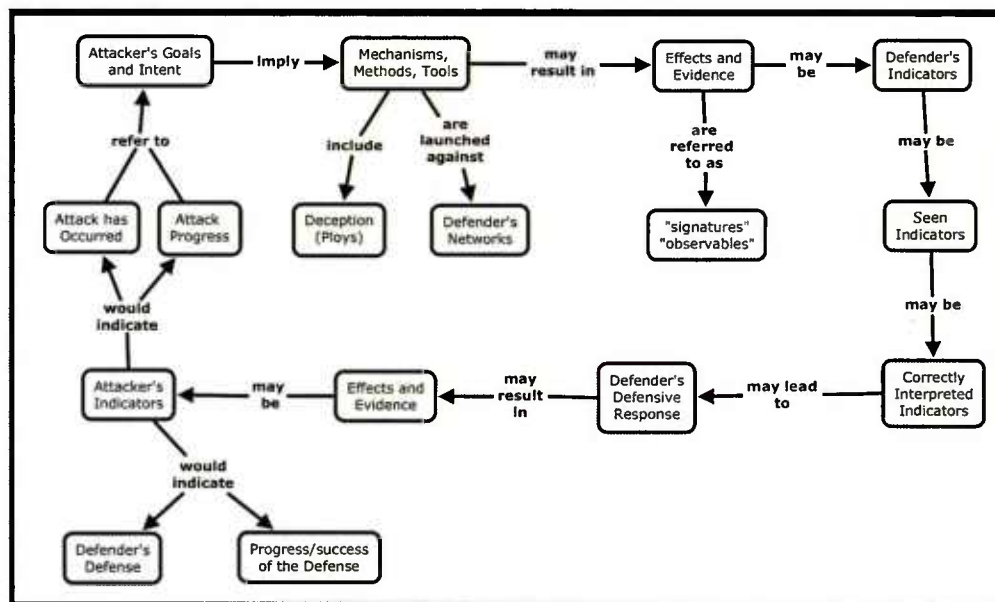 Attacker's Goals
and Intent
Imply
Mechanisms,
Methods, Tools
may
result in
Effects and
Evidence
may
be
Defender's
Indicators
refer to
include
are
launched
against
are
referred
to as
may be
Attack has
Occurred
Attack
Progress
Deception
(Ploys)
Defender's
Networks
"signatures"
"observables"
Seen
Indicators
would
indicate
may be
Attacker's
Indicators
may
be
Effects and
Evidence
may
result
in
Defender's
Defensive
Response
may lead
to
Correctly
Interpreted
Indicators
would
indicate
Defender's
Defense
Progress/success
of the Defense